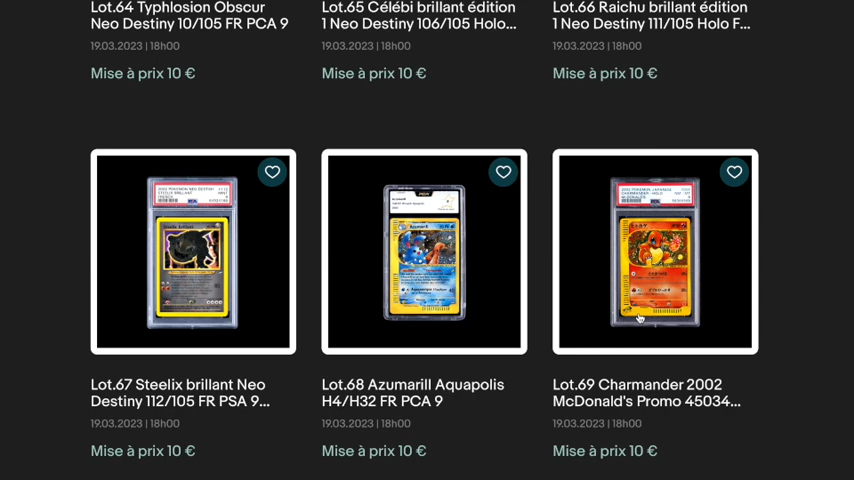 Lot.64 Typhlosion Obscur
Neo Destiny 10/105 FR PCA 9
19.03.2023 | 18h00
Mise à prix 10 €
Lot.65 Célébi brillant édition
1 Neo Destiny 106/105 Holo...
19.03.2023 | 18h00
Mise à prix 10 €
Lot.66 Raichu brillant édition
1 Neo Destiny 111/105 Holo F...
19.03.2023 | 18h00
Mise à prix 10 €
Steelix brillant
Azumarill
Lot.67 Steelix brillant Neo
Destiny 112/105 FR PSA 9...
19.03.2023 | 18h00
Mise à prix 10 €
Lot.68 Azumarill Aquapolis
H4/H32 FR PCA 9
19.03.2023 | 18h00
Mise à prix 10 €
Lot.69 Charmander 2002
McDonald's Promo 45034...
19.03.2023 | 18h00
Mise à prix 10 €